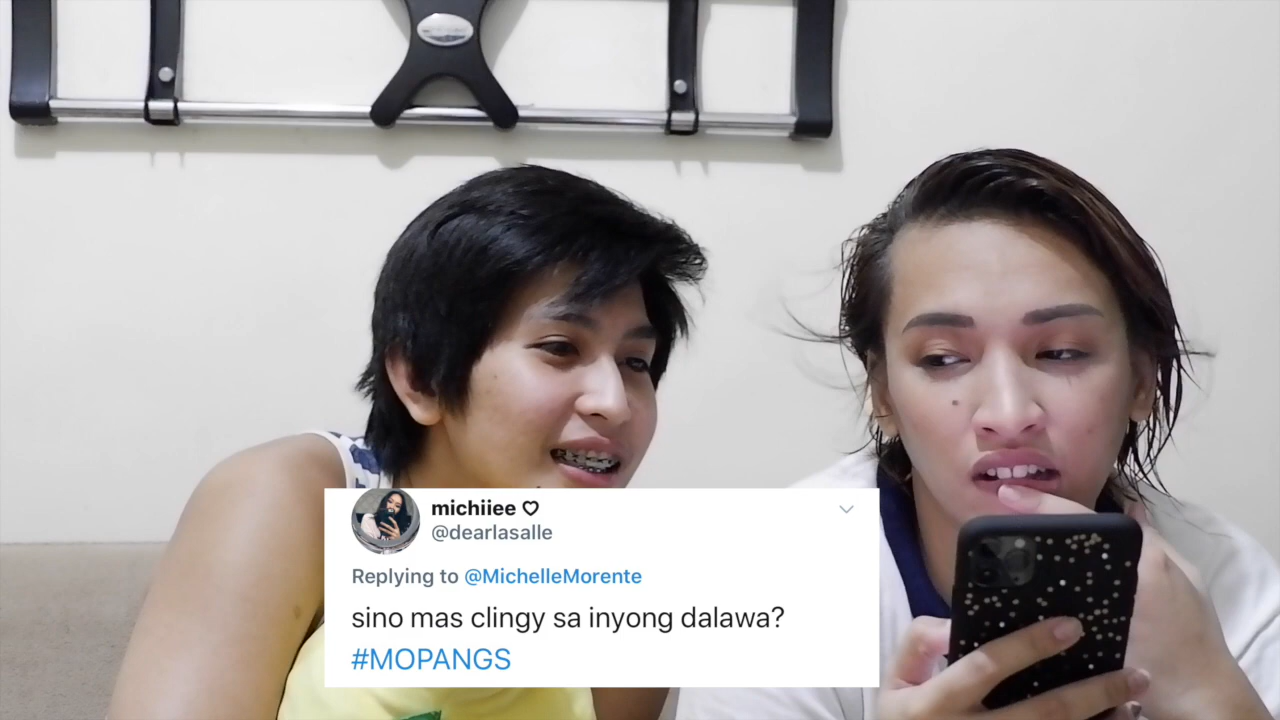 michiiee ♡
@dearlasalle
Replying to @MichelleMorente
sino mas clingy sa inyong dalawa?
#MOPANGS